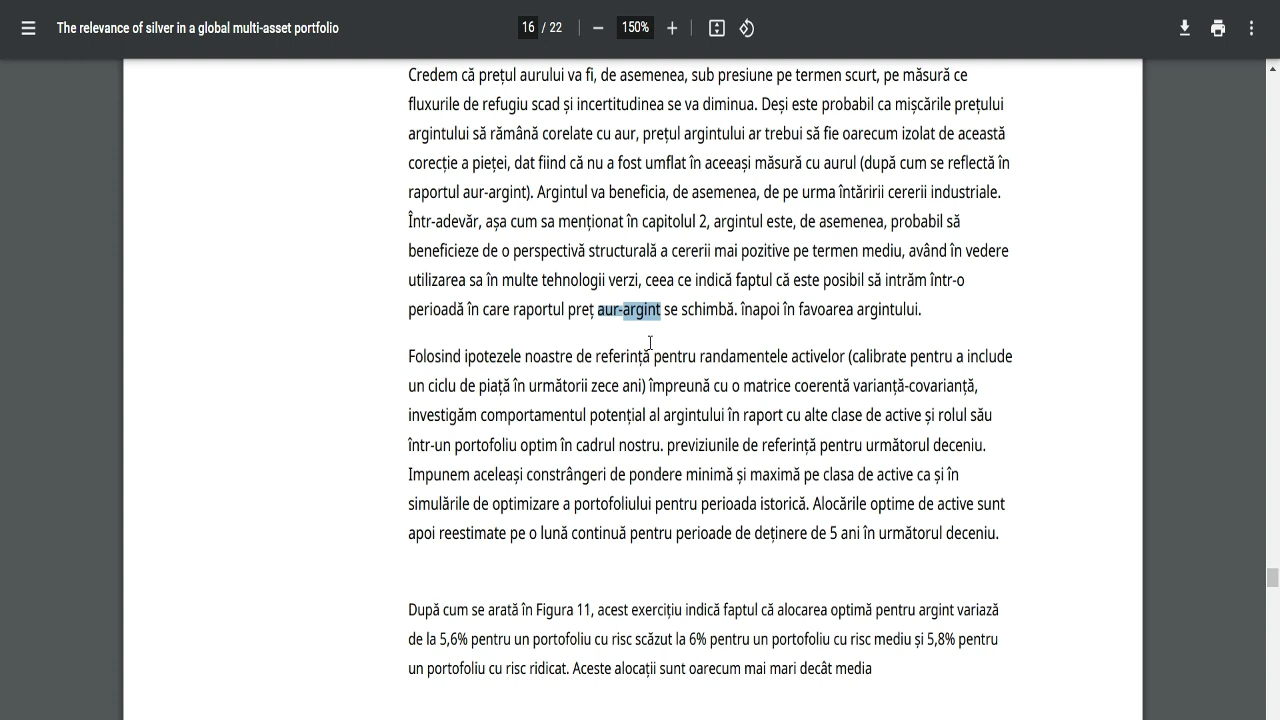 The relevance of silver in a global multi-asset portfolio
16 / 22
150%
Credem că prețul aurului va fi, de asemenea, sub presiune pe termen scurt, pe măsură ce
fluxurile de refugiu scad și incertitudinea se va diminua. Deși este probabil ca mișcările prețului
argintului să rămână corelate cu aur, prețul argintului ar trebui să fie oarecum izolat de această
corecție a pieței, dat fiind că nu a fost umflat în aceeași măsură cu aurul (după cum se reflectă în
raportul aur-argint). Argintul va beneficia, de asemenea, de pe urma întăririi cererii industriale.
Într-adevăr, așa cum sa menționat în capitolul 2, argintul este, de asemenea, probabil să
beneficieze de o perspectivă structurală a cererii mai pozitive pe termen mediu, având în vedere
utilizarea sa în multe tehnologii verzi, ceea ce indică faptul că este posibil să intrăm într-o
perioadă în care raportul preț aur-argint se schimbă. înapoi în favoarea argintului.
Folosind ipotezele noastre de referință pentru randamentele activelor (calibrate pentru a include
un ciclu de piață în următorii zece ani) împreună cu o matrice coerentă varianță-covarianță,
investigăm comportamentul potențial al argintului în raport cu alte clase de active și rolul său
într-un portofoliu optim în cadrul nostru. previziunile de referință pentru următorul deceniu.
Impunem aceleași constrângeri de pondere minimă și maximă pe clasa de active ca și în
simulările de optimizare a portofoliului pentru perioada istorică. Alocările optime de active sunt
apoi reestimate pe o lună continuă pentru perioade de deținere de 5 ani în următorul deceniu.
După cum se arată în Figura 11, acest exercițiu indică faptul că alocarea optimă pentru argint variază
de la 5,6% pentru un portofoliu cu risc scăzut la 6% pentru un portofoliu cu risc mediu și 5,8% pentru
un portofoliu cu risc ridicat. Aceste alocații sunt oarecum mai mari decât media